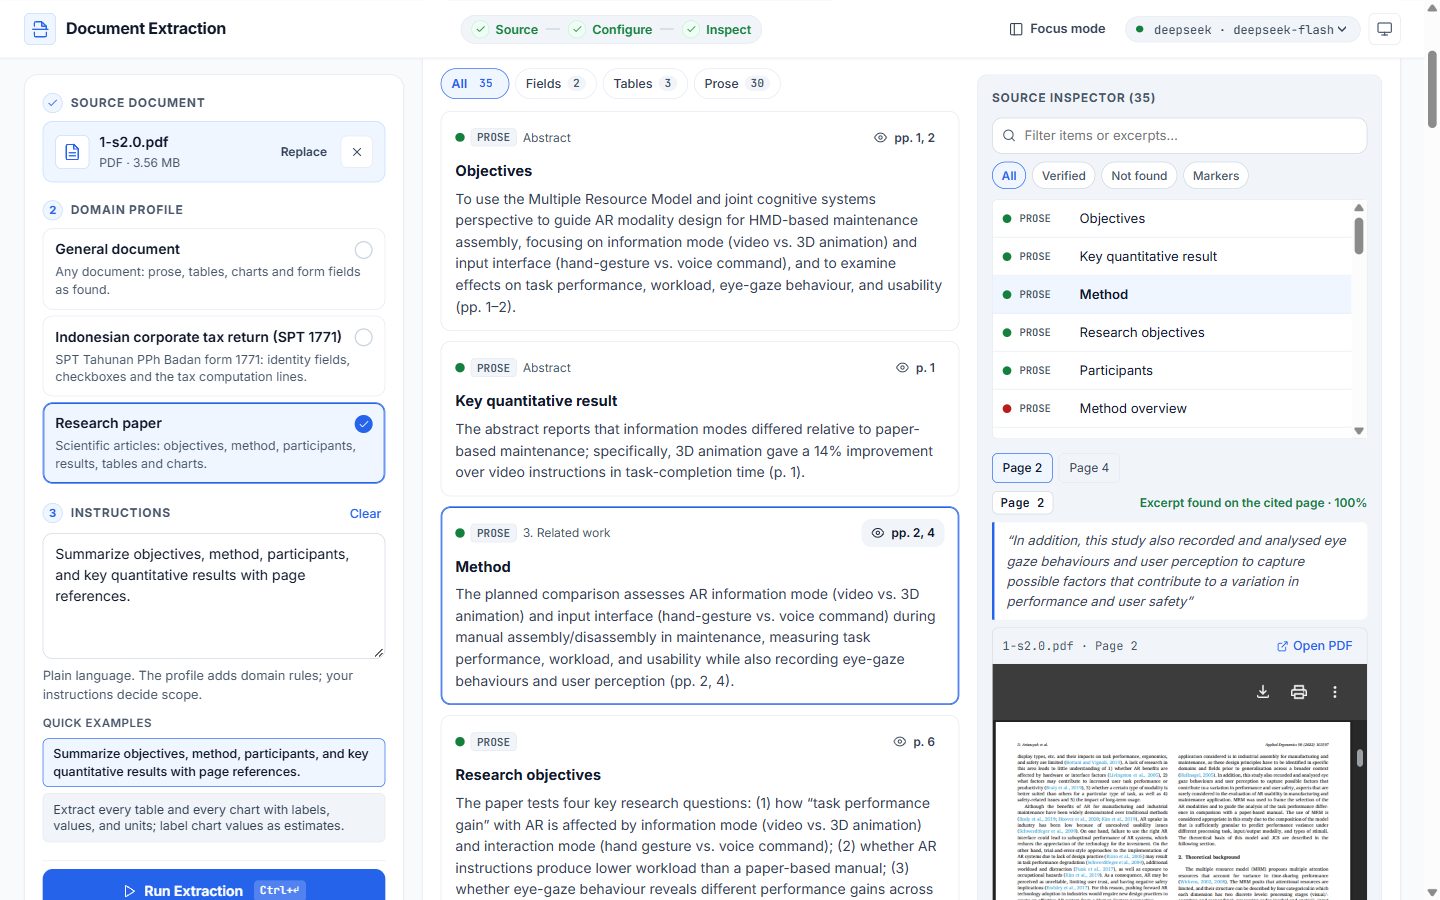 Document Extraction
Source
Configure
Inspect
Focus mode
deepseek · deepseek-flash
SOURCE DOCUMENT
1-s2.0.pdf
PDF · 3.56 MB
Replace
2 DOMAIN PROFILE
General document
Any document: prose, tables, charts and form fields
as found.
Indonesian corporate tax return (SPT 1771)
SPT Tahunan PPh Badan form 1771: identity fields,
checkboxes and the tax computation lines.
Research paper
Scientific articles: objectives, method, participants,
results, tables and charts.
3 INSTRUCTIONS
Clear
Summarize objectives, method, participants,
and key quantitative results with page
references.
Plain language. The profile adds domain rules; your
instructions decide scope.
QUICK EXAMPLES
Summarize objectives, method, participants, and key
quantitative results with page references.
Extract every table and every chart with labels,
values, and units; label chart values as estimates.
Run Extraction Ctrl+↵
All 35
Fields 2
Tables 3
Prose 30
PROSE Abstract
pp. 1, 2
Objectives
To use the Multiple Resource Model and joint cognitive systems
perspective to guide AR modality design for HMD-based maintenance
assembly, focusing on information mode (video vs. 3D animation) and
input interface (hand-gesture vs. voice command), and to examine
effects on task performance, workload, eye-gaze behaviour, and usability
(pp. 1–2).
PROSE Abstract
p. 1
Key quantitative result
The abstract reports that information modes differed relative to paper-
based maintenance; specifically, 3D animation gave a 14% improvement
over video instructions in task-completion time (p. 1).
PROSE 3. Related work
pp. 2, 4
Method
The planned comparison assesses AR information mode (video vs. 3D
animation) and input interface (hand-gesture vs. voice command) during
manual assembly/disassembly in maintenance, measuring task
performance, workload, and usability while also recording eye-gaze
behaviours and user perception (pp. 2, 4).
PROSE
p. 6
Research objectives
The paper tests four key research questions: (1) how “task performance
gain” with AR is affected by information mode (video vs. 3D animation)
and interaction mode (hand gesture vs. voice command); (2) whether AR
instructions produce lower workload than a paper-based manual; (3)
whether eye-gaze behaviour reveals different performance gains across
SOURCE INSPECTOR (35)
Filter items or excerpts...
All
Verified
Not found
Markers
PROSE Objectives
PROSE Key quantitative result
PROSE Method
PROSE Research objectives
PROSE Participants
PROSE Method overview
Page 2
Page 4
Page 2
Excerpt found on the cited page · 100%
“In addition, this study also recorded and analysed eye
gaze behaviours and user perception to capture
possible factors that contribute to a variation in
performance and user safety”
1-s2.0.pdf · Page 2
Open PDF
2. Theoretical background